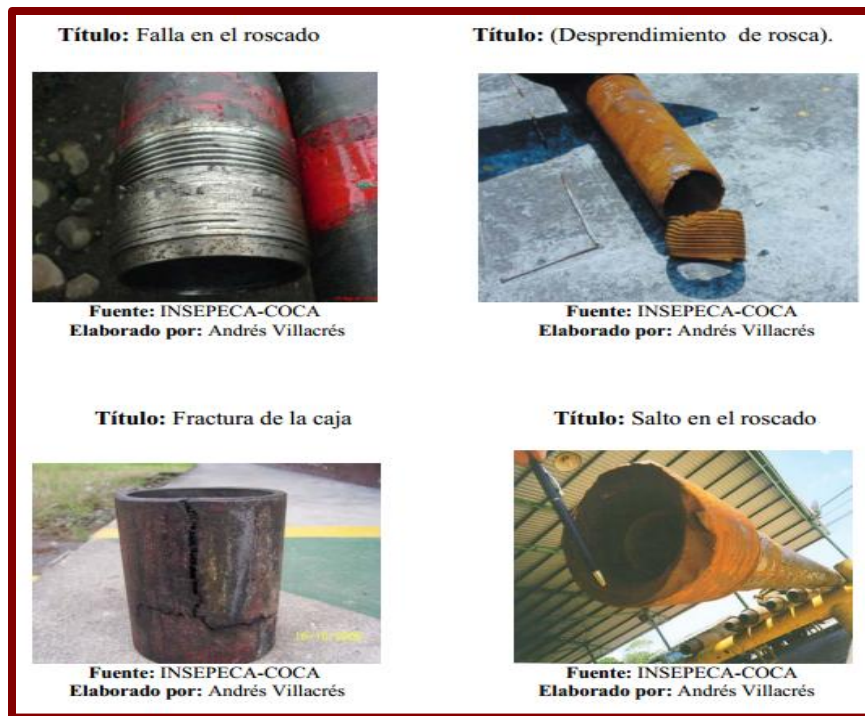 Título: Falla en el roscado
Título: (Desprendimiento de rosca).
Fuente: INSEPECA-COCA
Elaborado por: Andrés Villacrés
Fuente: INSEPECA-COCA
Elaborado por: Andrés Villacrés
Título: Fractura de la caja
Título: Salto en el roscado
Fuente: INSEPECA-COCA
Elaborado por: Andrés Villacrés
Fuente: INSEPECA-COCA
Elaborado por: Andrés Villacrés